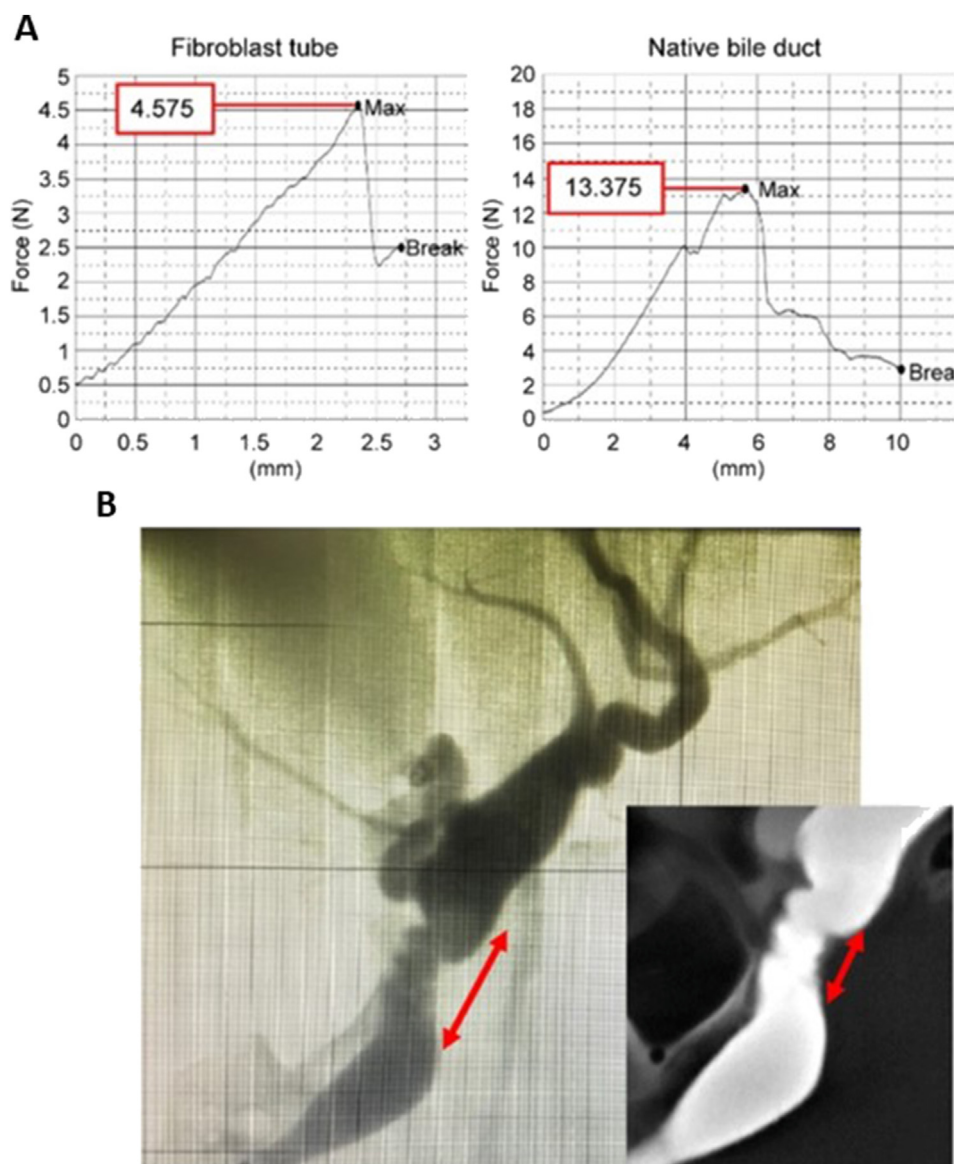 A
Fibroblast tube
Force (N)
5
4.5
4
3.5
3
2.5
2
1.5
1
0.5
0
4.575
Max
Break
0 0.5 1 1.5 2 2.5 3
(mm)
Native bile duct
Force (N)
20
18
16
14
12
10
8
6
4
2
0
13.375
Max
Brea
0 2 4 6 8 10
(mm)
B